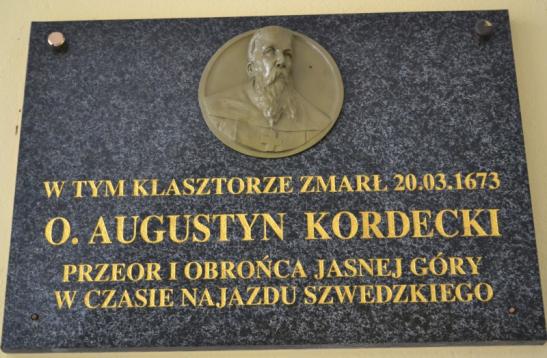 W TYM KLASZTORZE ZMARŁ 20.03.1673
O. AUGUSTYN KORDECKI
PRZEOR I OBROŃCA JASNEJ GÓRY
W CZASIE NAJAZDU SZWEDZKIEGO